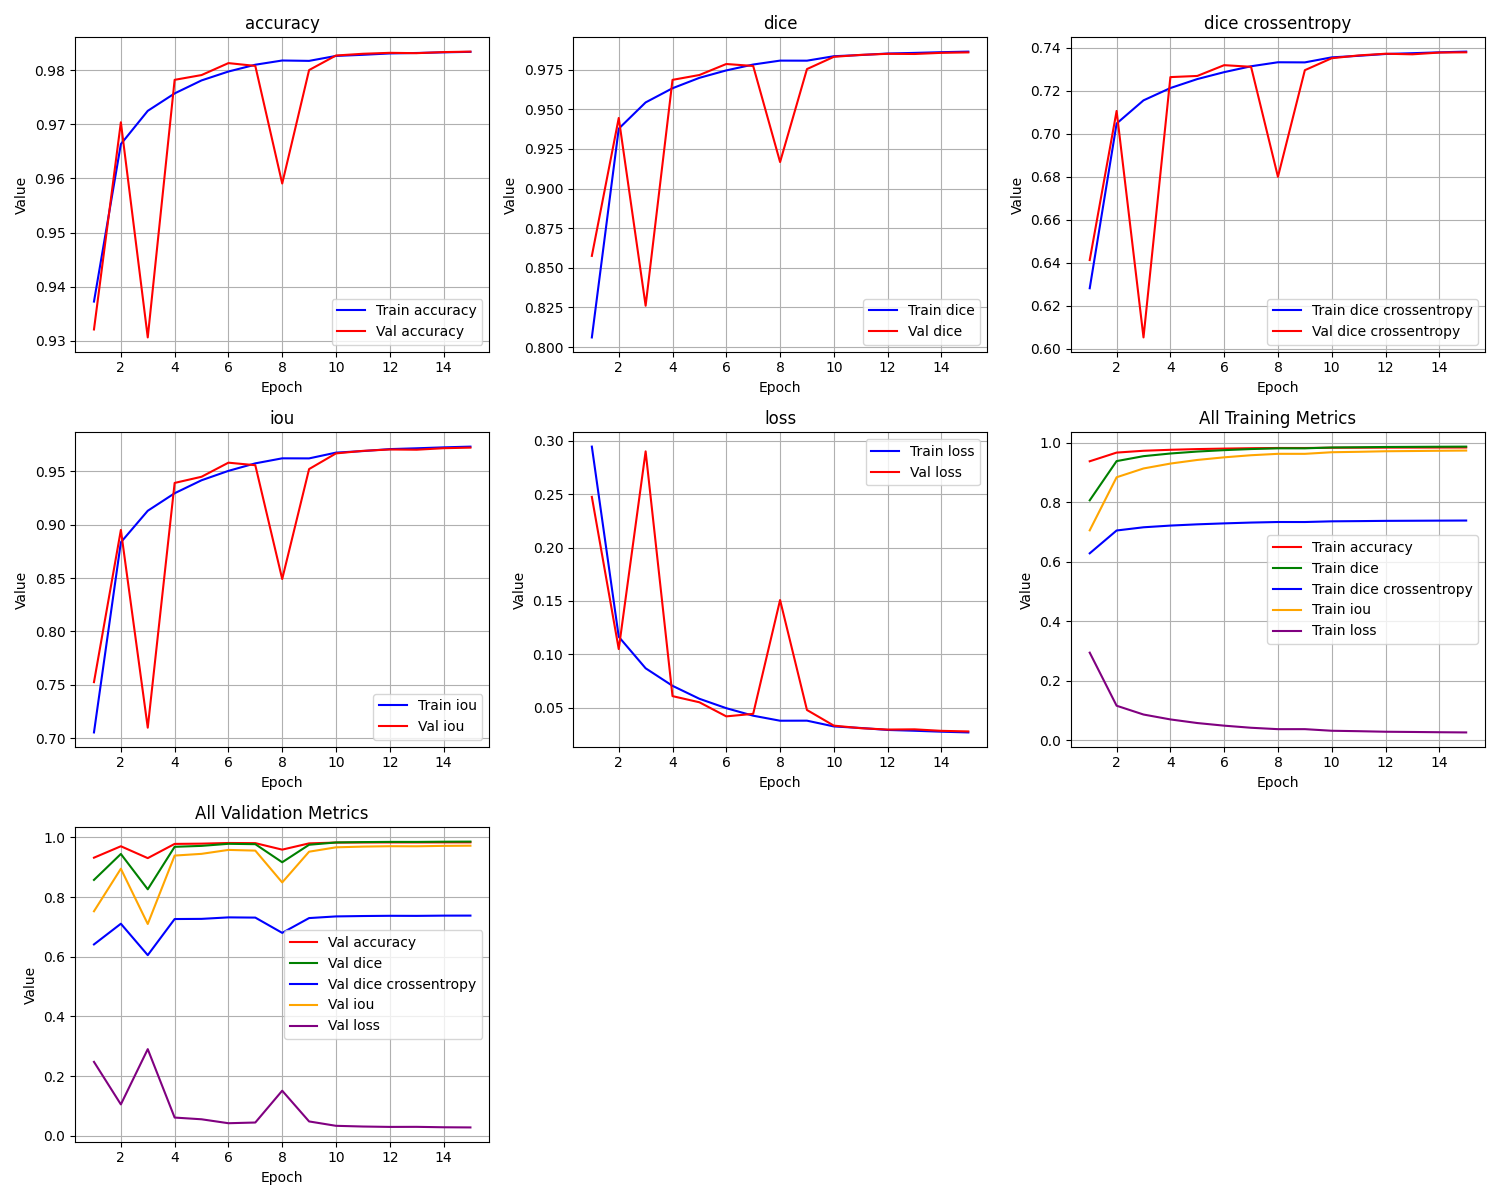 accuracy
0.98
0.97
0.96
0.95
0.94
0.93
Value
Train accuracy
Val accuracy
2 4 6 8 10 12 14
Epoch
dice
0.975
0.950
0.925
0.900
0.875
0.850
0.825
0.800
Value
Train dice
Val dice
2 4 6 8 10 12 14
Epoch
dice crossentropy
0.74
0.72
0.70
0.68
0.66
0.64
0.62
0.60
Value
Train dice crossentropy
Val dice crossentropy
2 4 6 8 10 12 14
Epoch
iou
0.95
0.90
0.85
0.80
0.75
0.70
Value
Train iou
Val iou
2 4 6 8 10 12 14
Epoch
loss
0.30
0.25
0.20
0.15
0.10
0.05
Value
Train loss
Val loss
2 4 6 8 10 12 14
Epoch
All Training Metrics
1.0
0.8
0.6
0.4
0.2
0.0
Value
Train accuracy
Train dice
Train dice crossentropy
Train iou
Train loss
2 4 6 8 10 12 14
Epoch
All Validation Metrics
1.0
0.8
0.6
0.4
0.2
0.0
Value
Val accuracy
Val dice
Val dice crossentropy
Val iou
Val loss
2 4 6 8 10 12 14
Epoch